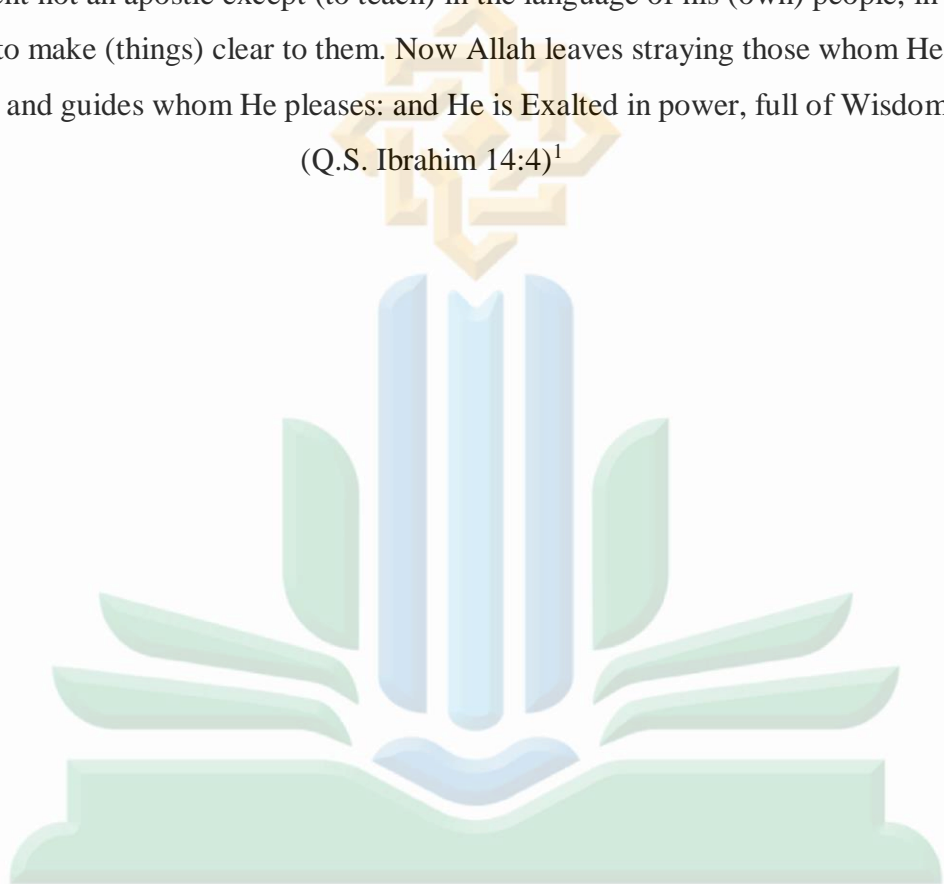 ent not an apostle except (to teach) in the language of his (own) people, in
to make (things) clear to them. Now Allah leaves straying those whom He
and guides whom He pleases: and He is Exalted in power, full of Wisdom
(Q.S. Ibrahim 14:4)¹